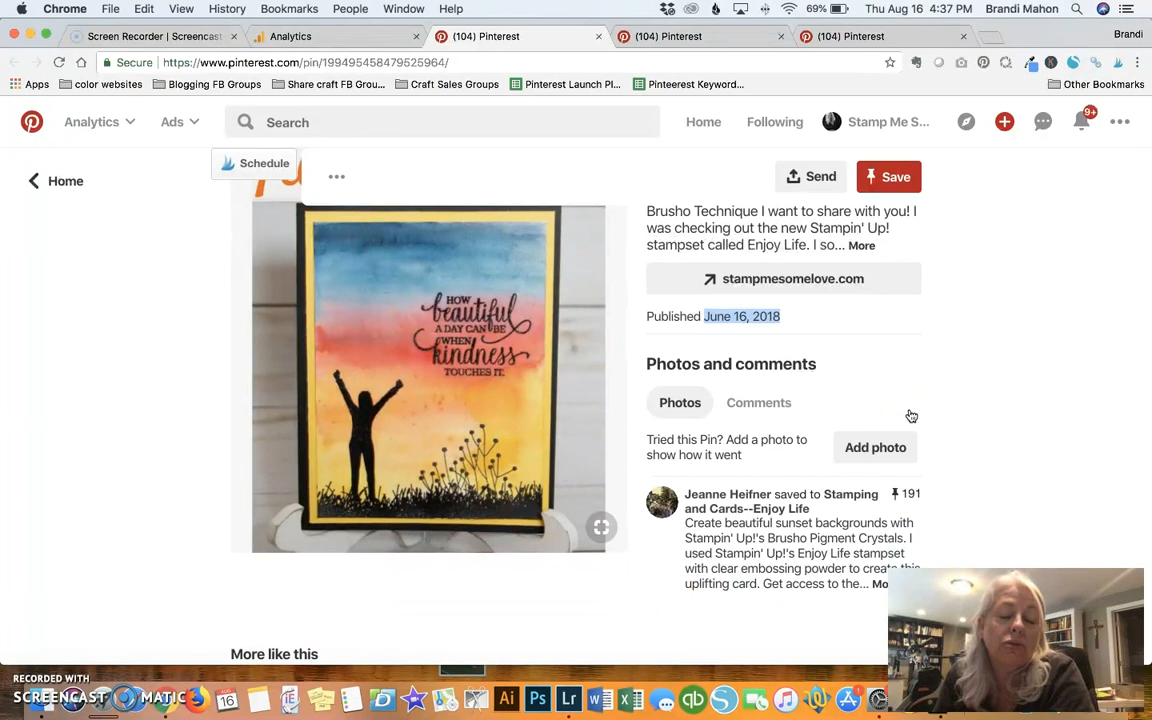 Chrome File Edit View History Bookmarks People Window Help 69% Thu Aug 16 4:37 PM Brandi Mahon
Screen Recorder | Screencast Analytics (104) Pinterest (104) Pinterest (104) Pinterest Brandi
Secure https://www.pinterest.com/pin/199495458479525964/
Apps color websites Blogging FB Groups Share craft FB Grou... Craft Sales Groups Pinterest Launch Pl... Pinteerest Keyword... Other Bookmarks
Analytics Ads Search Home Following Stamp Me S... 9+
Schedule
Home
Send Save
Brusho Technique I want to share with you! I
was checking out the new Stampin' Up!
stampset called Enjoy Life. I so... More
stampmesomelove.com
Published June 16, 2018
HOW
beautiful
A DAY CAN BE
WHEN
kindness
TOUCHES IT.
Photos and comments
Photos Comments
Tried this Pin? Add a photo to
show how it went
Add photo
Jeanne Heifner saved to Stamping 191
and Cards--Enjoy Life
Create beautiful sunset backgrounds with
Stampin' Up!'s Brusho Pigment Crystals. I
used Stampin' Up!'s Enjoy Life stampset
with clear embossing powder to create this
uplifting card. Get access to the...
More like this
RECORDED WITH
SCREENCAST MATIC
AUG
16
Ai Ps Lr